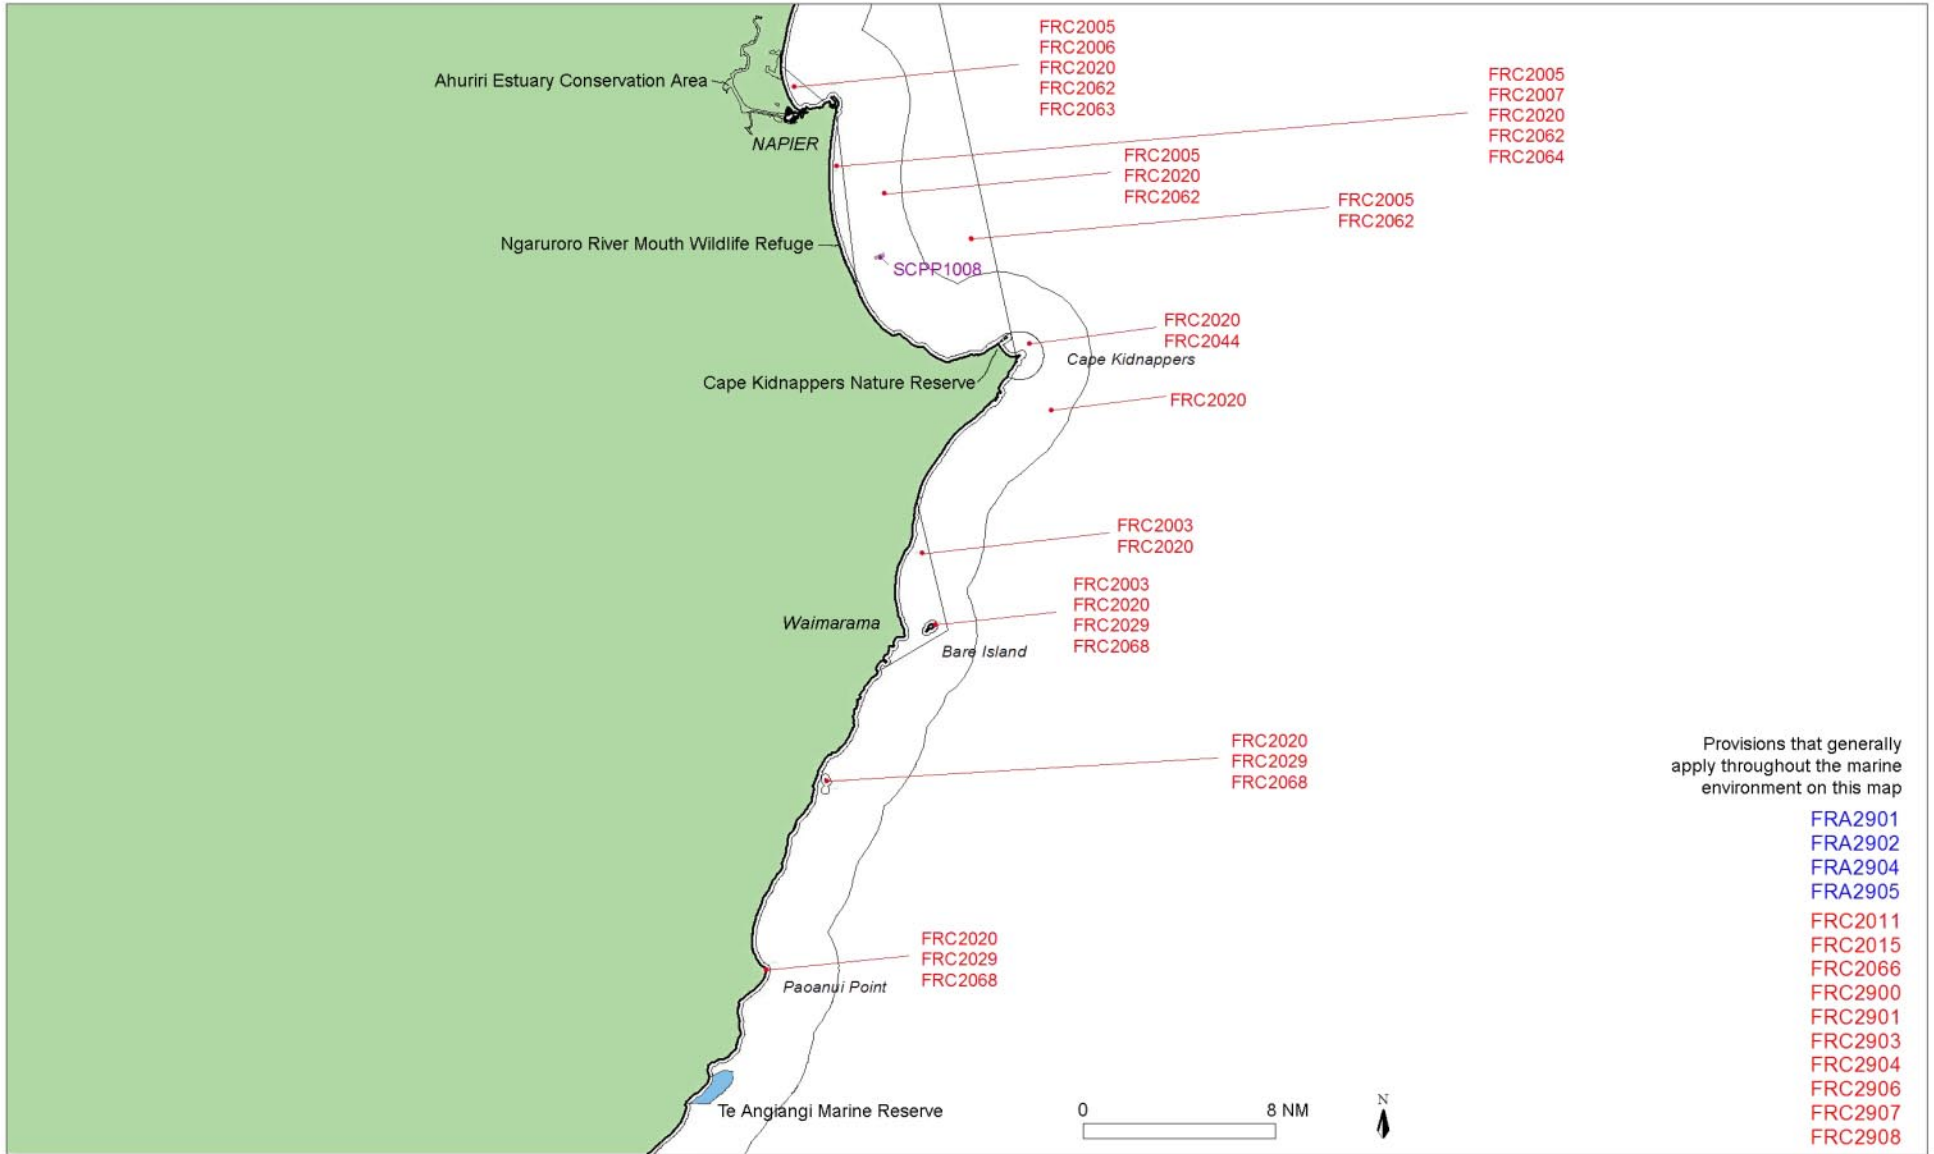 FRC2005
FRC2006
FRC2020
FRC2062
FRC2063
FRC2005
FRC2007
FRC2020
FRC2062
FRC2064
Ahuriri Estuary Conservation Area
NAPIER
FRC2005
FRC2020
FRC2062
FRC2005
FRC2062
Ngaruroro River Mouth Wildlife Refuge
SCPP1008
FRC2020
FRC2044
Cape Kidnappers
Cape Kidnappers Nature Reserve
FRC2020
FRC2003
FRC2020
FRC2003
FRC2020
FRC2029
FRC2068
Waimarama
Bare Island
FRC2020
FRC2029
FRC2068
Provisions that generally
apply throughout the marine
environment on this map
FRA2901
FRA2902
FRA2904
FRA2905
FRC2011
FRC2015
FRC2066
FRC2900
FRC2901
FRC2903
FRC2904
FRC2906
FRC2907
FRC2908
FRC2020
FRC2029
FRC2068
Paoanui Point
Te Angiangi Marine Reserve
0 8 NM
N